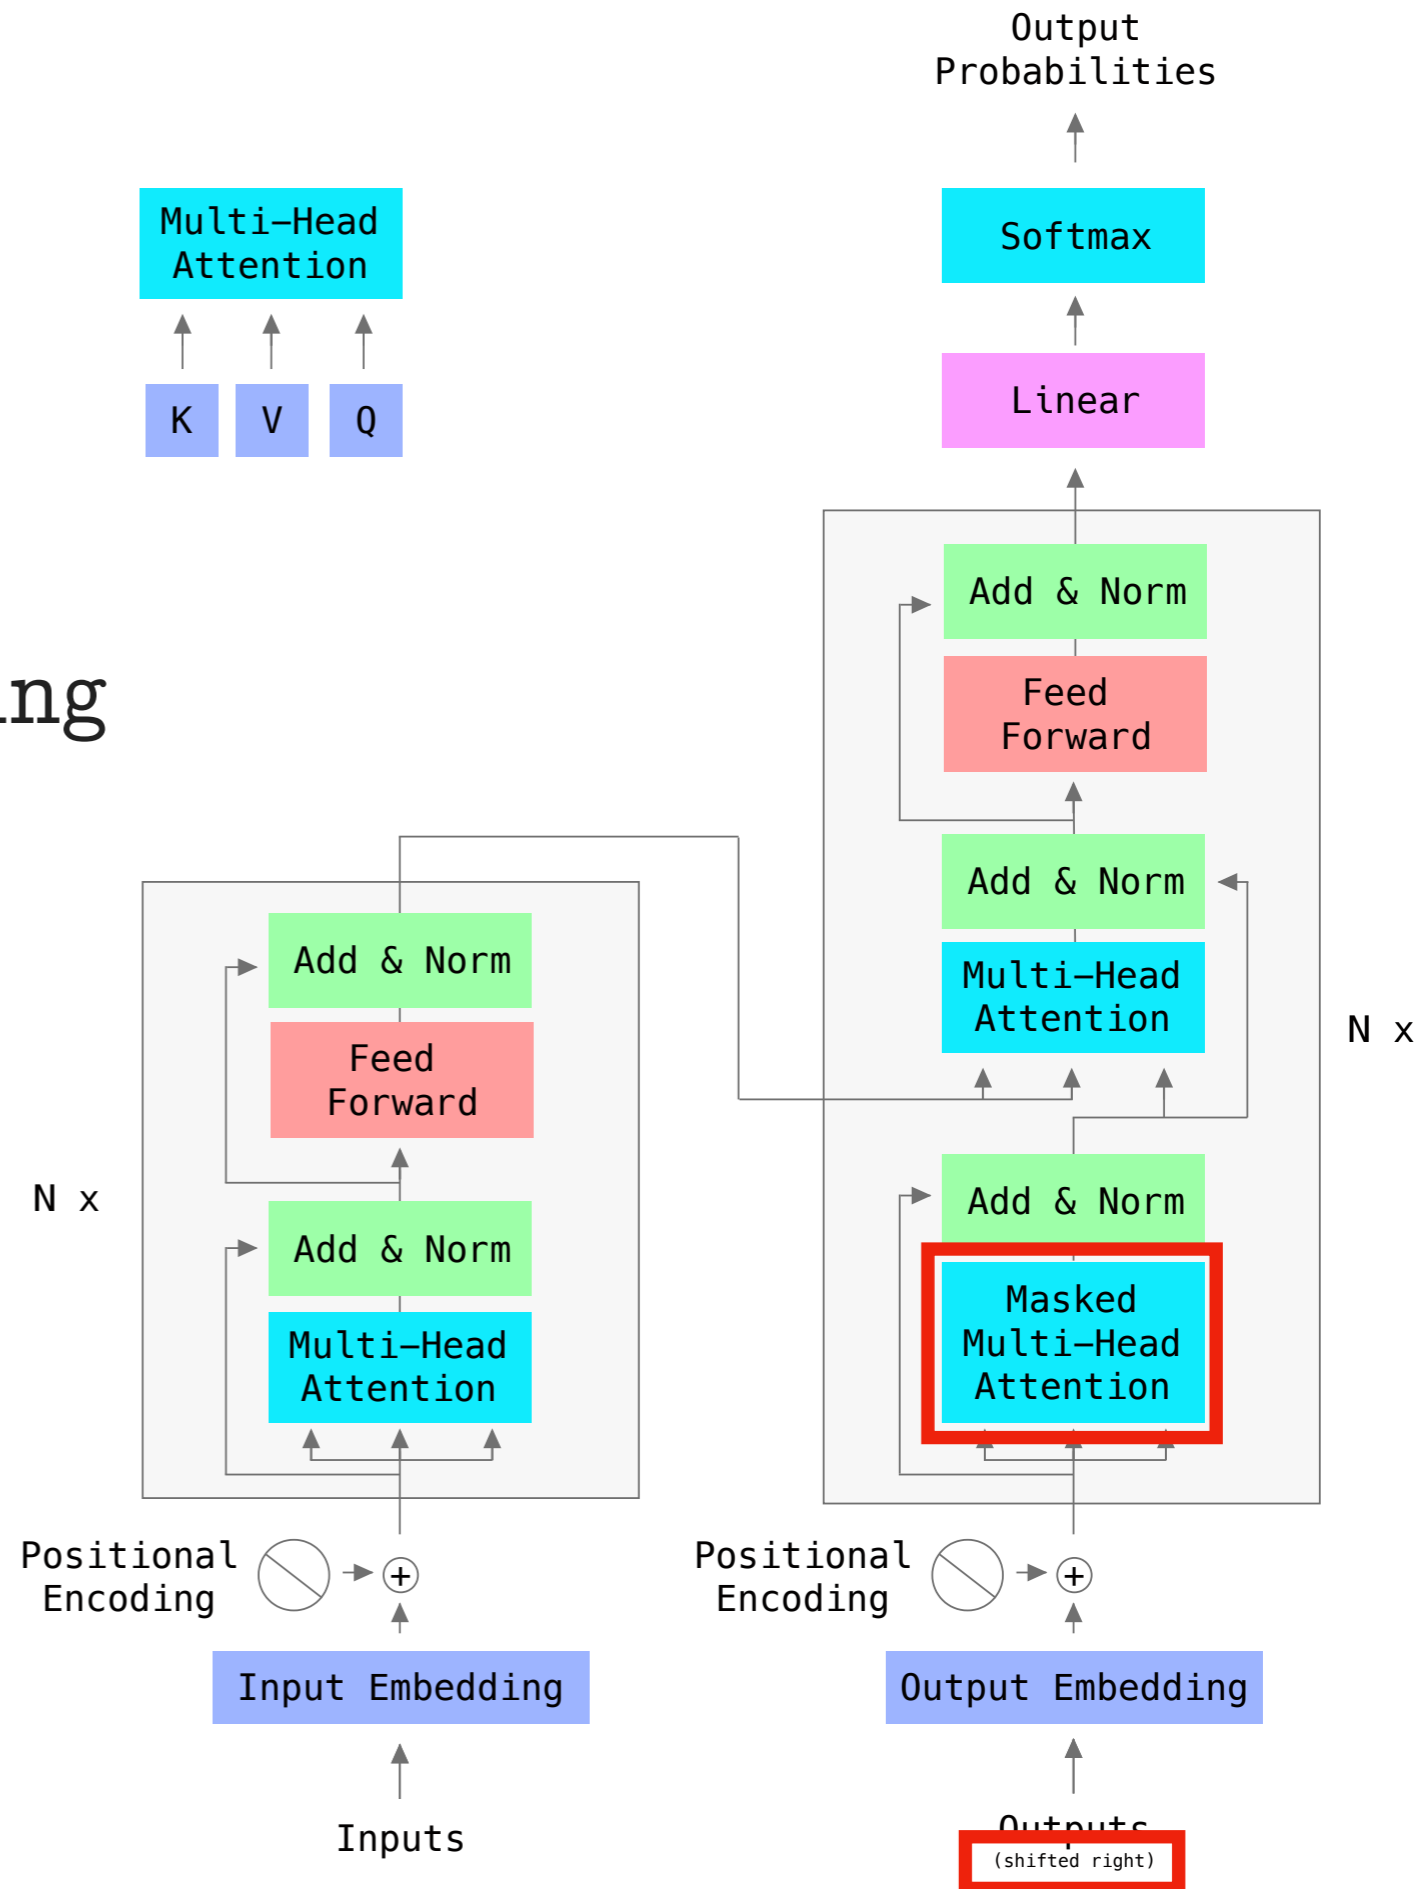 Output
Probabilities
Softmax
Linear
Multi-Head
Attention
K V Q
Add & Norm
Feed
Forward
Add & Norm
Multi-Head
Attention
N x
Add & Norm
Masked
Multi-Head
Attention
Add & Norm
Feed
Forward
N x
Add & Norm
Multi-Head
Attention
Positional
Encoding
+
Input Embedding
Inputs
Positional
Encoding
+
Output Embedding
Outputs
(shifted right)